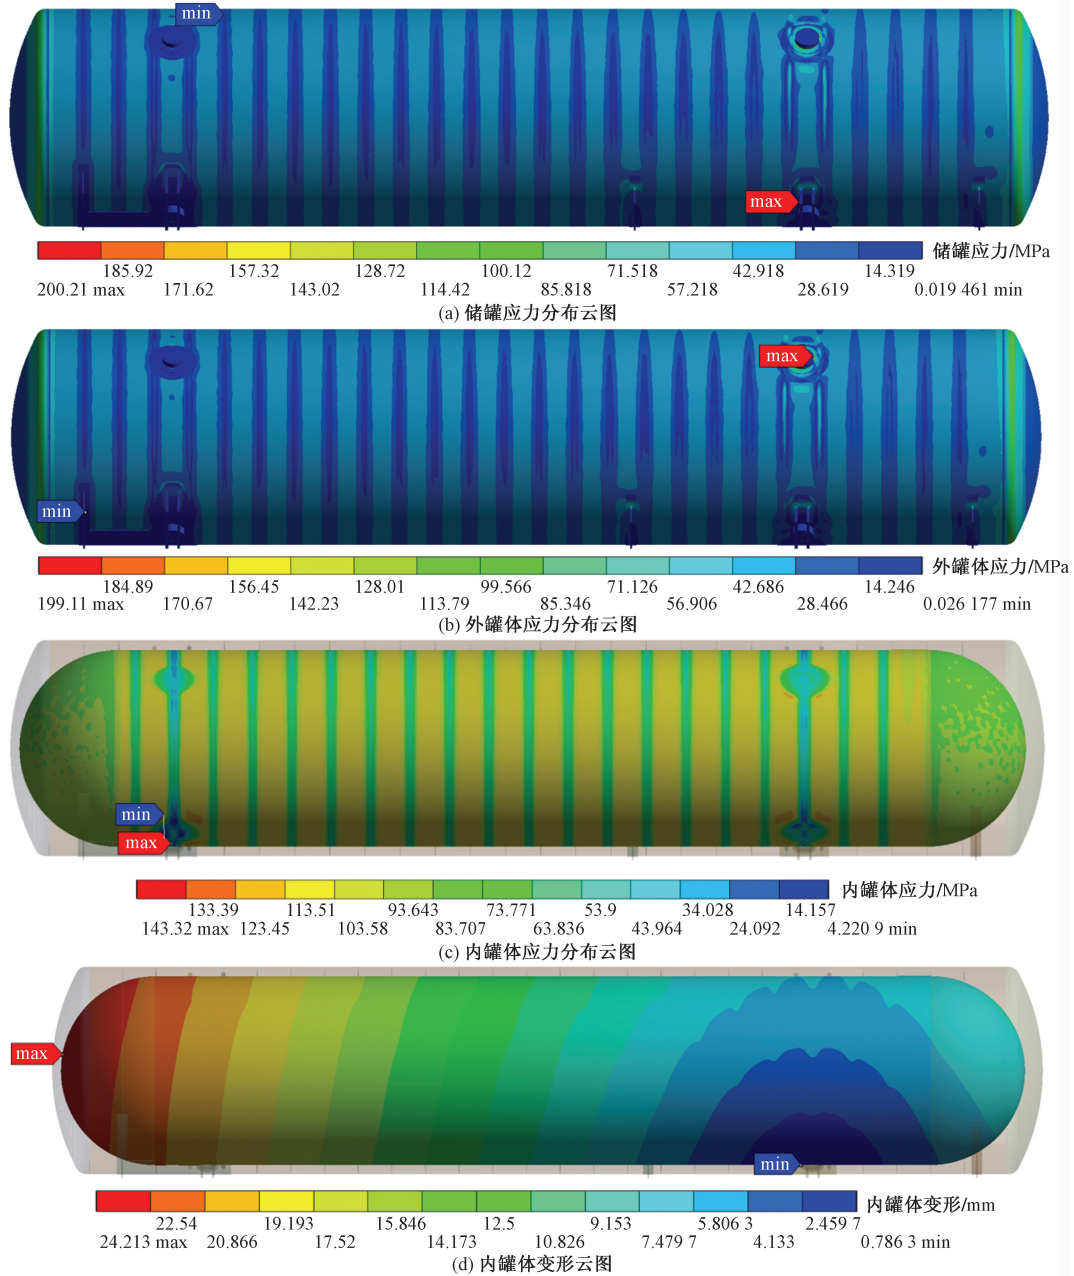 min
max
185.92 157.32 128.72 100.12 71.518 42.918 14.319 储罐应力/MPa
200.21 max 171.62 143.02 114.42 85.818 57.218 28.619 0.019 461 min
(a) 储罐应力分布云图
max
min
184.89 156.45 128.01 99.566 71.126 42.686 14.246 外罐体应力/MPa
199.11 max 170.67 142.23 113.79 85.346 56.906 28.466 0.026 177 min
(b) 外罐体应力分布云图
min
max
133.39 113.51 93.643 73.771 53.9 34.028 14.157 内罐体应力/MPa
143.32 max 123.45 103.58 83.707 63.836 43.964 24.092 4.220 9 min
(c) 内罐体应力分布云图
max
min
22.54 19.193 15.846 12.5 9.153 5.806 3 2.459 7 内罐体变形/mm
24.213 max 20.866 17.52 14.173 10.826 7.479 7 4.133 0.786 3 min
(d) 内罐体变形云图